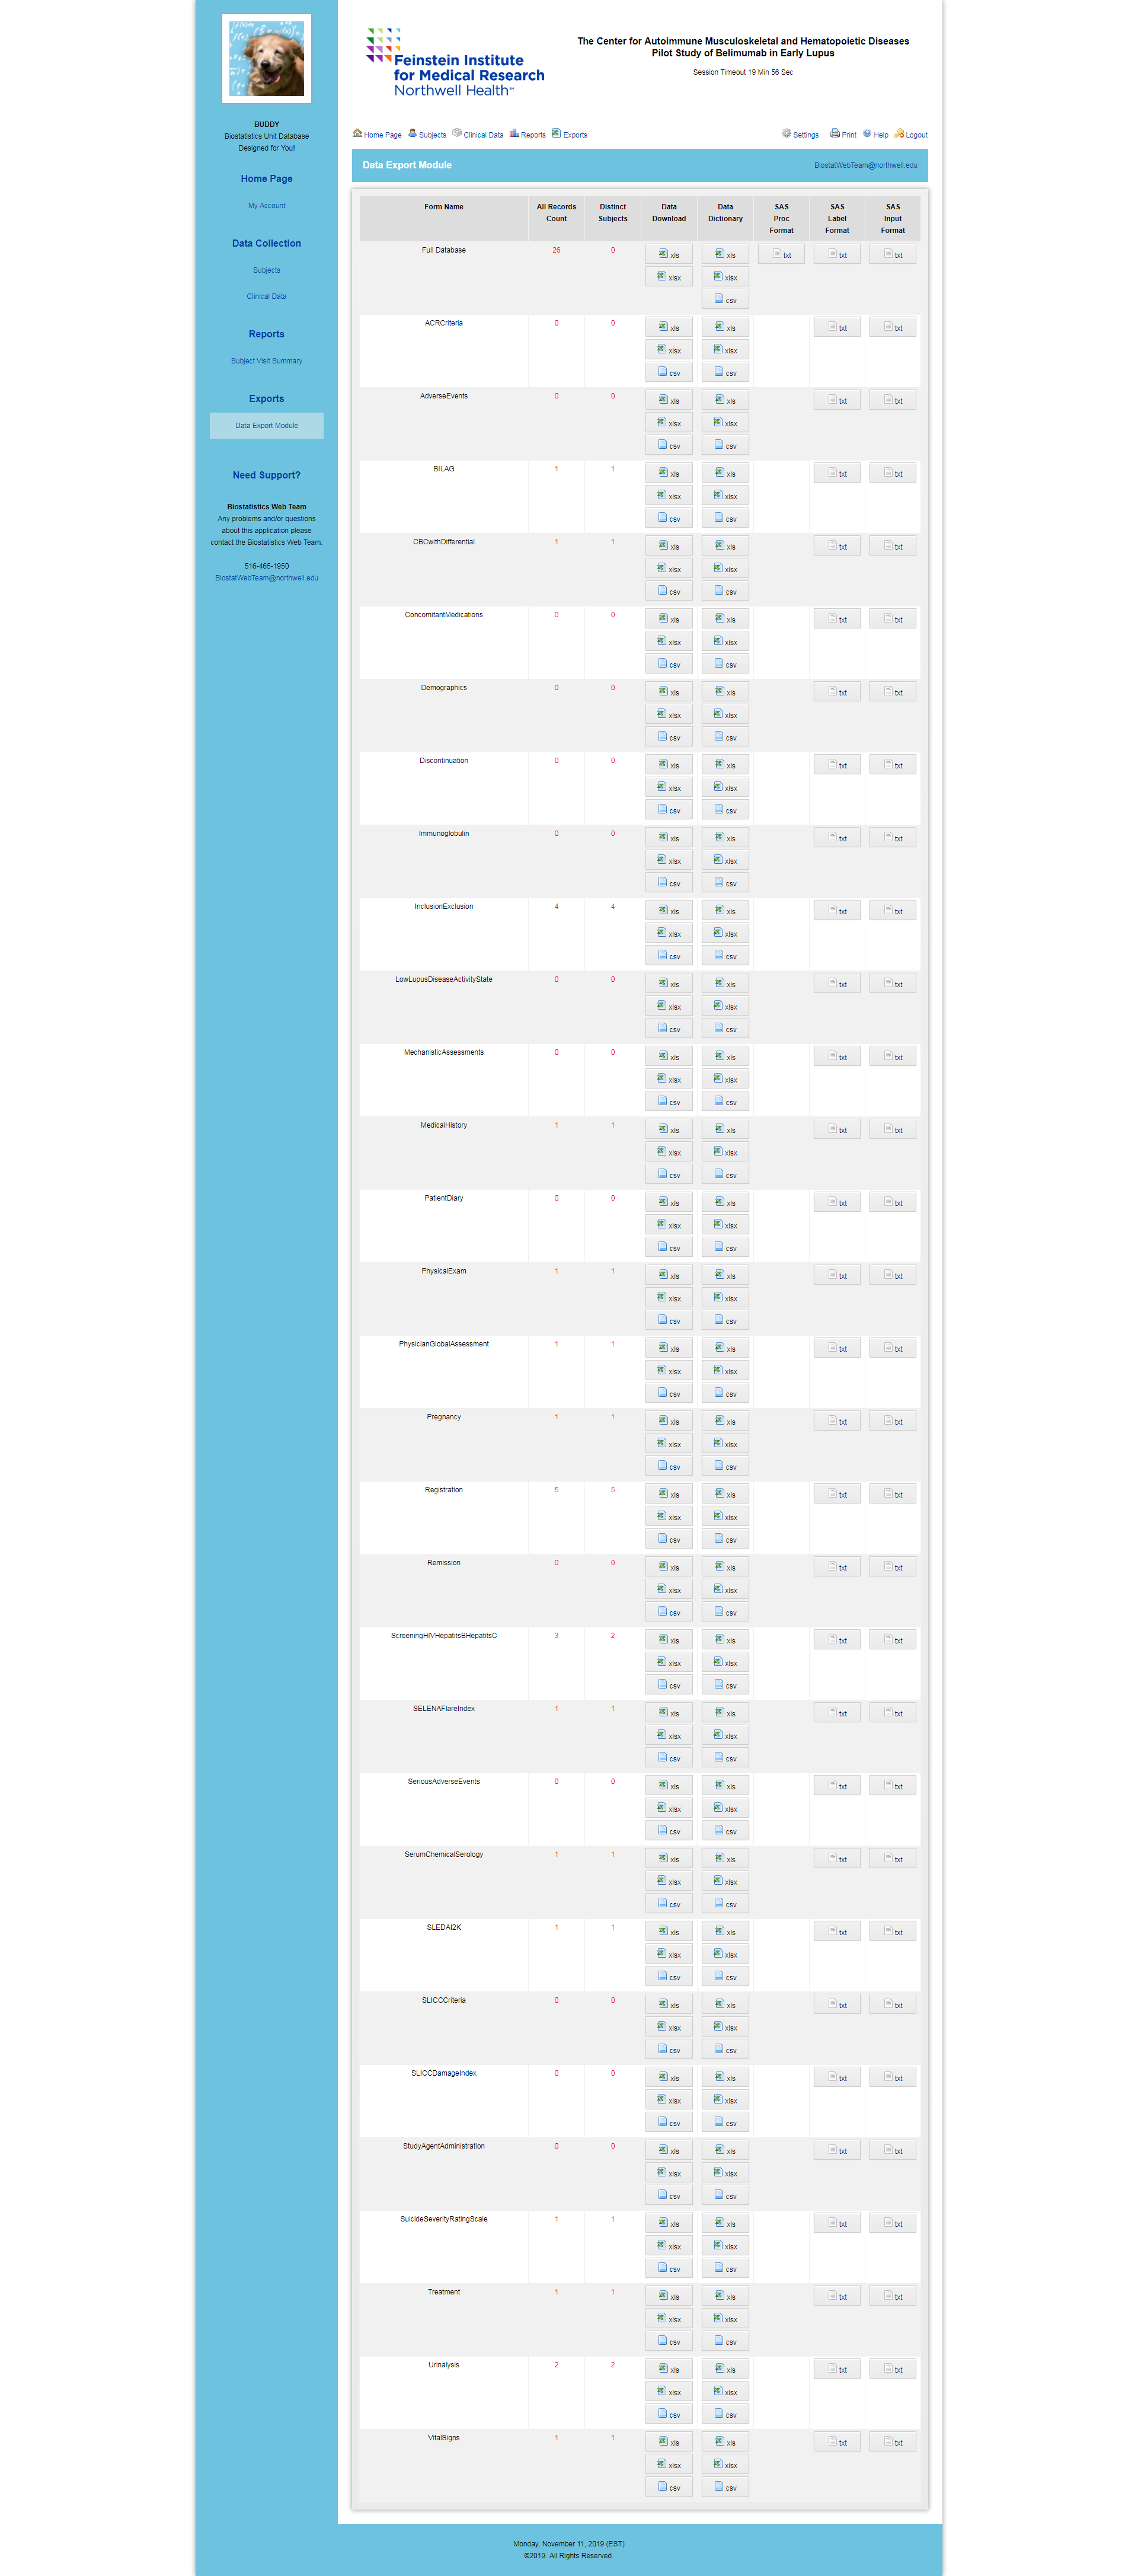 BUDDY
Biostatistics Unit Database
Designed for You!
Home Page
My Account
Data Collection
Subjects
Clinical Data
Reports
Subject Visit Summary
Exports
Data Export Module
Need Support?
Biostatistics Web Team
Any problems and/or questions
about this application please
contact the Biostatistics Web Team.
516-465-1950
BiostatWebTeam@northwell.edu
Feinstein Institute
for Medical Research
Northwell Health℠
The Center for Autoimmune Musculoskeletal and Hematopoietic Diseases
Pilot Study of Belimumab in Early Lupus
Session Timeout 19 Min 56 Sec
Home Page Subjects Clinical Data Reports Exports Settings Print Help Logout
Data Export Module BiostatWebTeam@northwell.edu
Form Name All Records Count Distinct Subjects Data Download Data Dictionary SAS Proc Format SAS Label Format SAS Input Format
Full Database 26 0 xls xls txt txt txt
xlsx xlsx
csv
ACRCriteria 0 0 xls xls txt txt
xlsx xlsx
csv csv
AdverseEvents 0 0 xls xls txt txt
xlsx xlsx
csv csv
BILAG 1 1 xls xls txt txt
xlsx xlsx
csv csv
CBCwithDifferential 1 1 xls xls txt txt
xlsx xlsx
csv csv
ConcomitantMedications 0 0 xls xls txt txt
xlsx xlsx
csv csv
Demographics 0 0 xls xls txt txt
xlsx xlsx
csv csv
Discontinuation 0 0 xls xls txt txt
xlsx xlsx
csv csv
Immunoglobulin 0 0 xls xls txt txt
xlsx xlsx
csv csv
InclusionExclusion 4 4 xls xls txt txt
xlsx xlsx
csv csv
LowLupusDiseaseActivityState 0 0 xls xls txt txt
xlsx xlsx
csv csv
MechanisticAssessments 0 0 xls xls txt txt
xlsx xlsx
csv csv
MedicalHistory 1 1 xls xls txt txt
xlsx xlsx
csv csv
PatientDiary 0 0 xls xls txt txt
xlsx xlsx
csv csv
PhysicalExam 1 1 xls xls txt txt
xlsx xlsx
csv csv
PhysicianGlobalAssessment 1 1 xls xls txt txt
xlsx xlsx
csv csv
Pregnancy 1 1 xls xls txt txt
xlsx xlsx
csv csv
Registration 5 5 xls xls txt txt
xlsx xlsx
csv csv
Remission 0 0 xls xls txt txt
xlsx xlsx
csv csv
ScreeningHIVHepatitsBHepatitsC 3 2 xls xls txt txt
xlsx xlsx
csv csv
SELENAFlareIndex 1 1 xls xls txt txt
xlsx xlsx
csv csv
SeriousAdverseEvents 0 0 xls xls txt txt
xlsx xlsx
csv csv
SerumChemicalSerology 1 1 xls xls txt txt
xlsx xlsx
csv csv
SLEDAI2K 1 1 xls xls txt txt
xlsx xlsx
csv csv
SLICCCriteria 0 0 xls xls txt txt
xlsx xlsx
csv csv
SLICCDamageIndex 0 0 xls xls txt txt
xlsx xlsx
csv csv
StudyAgentAdministration 0 0 xls xls txt txt
xlsx xlsx
csv csv
SuicideSeverityRatingScale 1 1 xls xls txt txt
xlsx xlsx
csv csv
Treatment 1 1 xls xls txt txt
xlsx xlsx
csv csv
Urinalysis 2 2 xls xls txt txt
xlsx xlsx
csv csv
VitalSigns 1 1 xls xls txt txt
xlsx xlsx
csv csv
Monday, November 11, 2019 (EST)
©2019. All Rights Reserved.